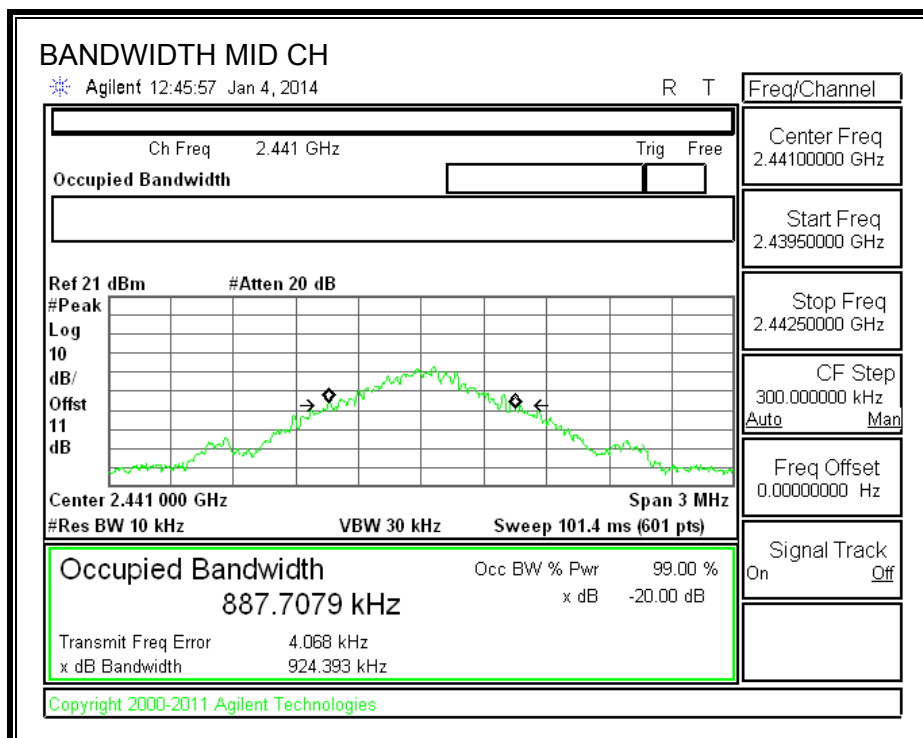 BANDWIDTH MID CH
Agilent 12:45:57 Jan 4, 2014 R T
Ch Freq 2.441 GHz Trig Free
Occupied Bandwidth
Ref 21 dBm #Atten 20 dB
#Peak
Log
10
dB/
Offst
11
dB
Center 2.441 000 GHz Span 3 MHz
#Res BW 10 kHz VBW 30 kHz Sweep 101.4 ms (601 pts)
Occupied Bandwidth Occ BW % Pwr 99.00 %
887.7079 kHz x dB -20.00 dB
Transmit Freq Error 4.068 kHz
x dB Bandwidth 924.393 kHz
Copyright 2000-2011 Agilent Technologies
Freq/Channel
Center Freq
2.44100000 GHz
Start Freq
2.43950000 GHz
Stop Freq
2.44250000 GHz
CF Step
300.000000 kHz
Auto Man
Freq Offset
0.00000000 Hz
Signal Track
On Off